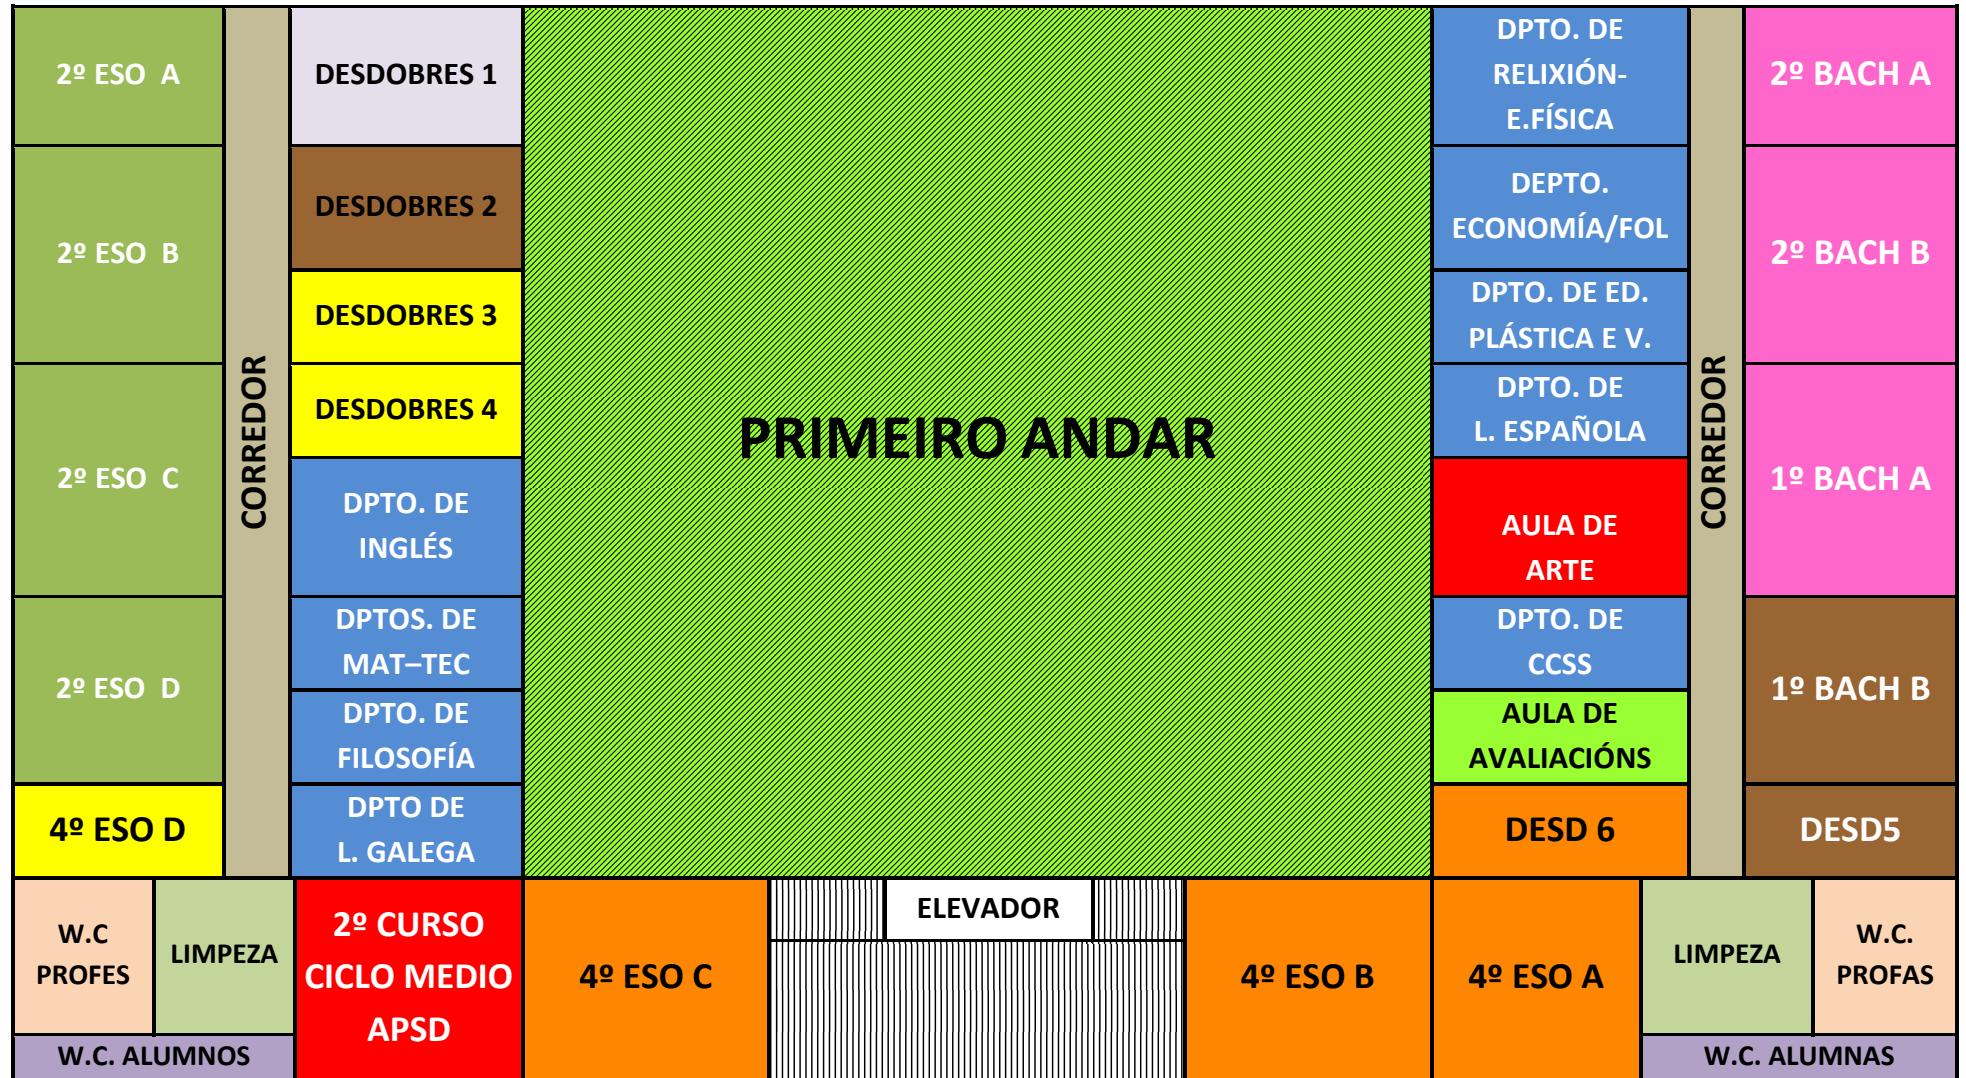 2º ESO A
2º ESO B
2º ESO C
2º ESO D
4º ESO D
CORREDOR
DESDOBRES 1
DESDOBRES 2
DESDOBRES 3
DESDOBRES 4
DPTO. DE
INGLÉS
DPTOS. DE
MAT–TEC
DPTO. DE
FILOSOFÍA
DPTO DE
L. GALEGA
PRIMEIRO ANDAR
DPTO. DE
RELIXIÓN-
E.FÍSICA
DEPTO.
ECONOMÍA/FOL
DPTO. DE ED.
PLÁSTICA E V.
DPTO. DE
L. ESPAÑOLA
AULA DE
ARTE
DPTO. DE
CCSS
AULA DE
AVALIACIÓNS
DESD 6
CORREDOR
2º BACH A
2º BACH B
1º BACH A
1º BACH B
DESD5
W.C
PROFES
LIMPEZA
W.C. ALUMNOS
2º CURSO
CICLO MEDIO
APSD
4º ESO C
ELEVADOR
4º ESO B
4º ESO A
LIMPEZA
W.C.
PROFAS
W.C. ALUMNAS